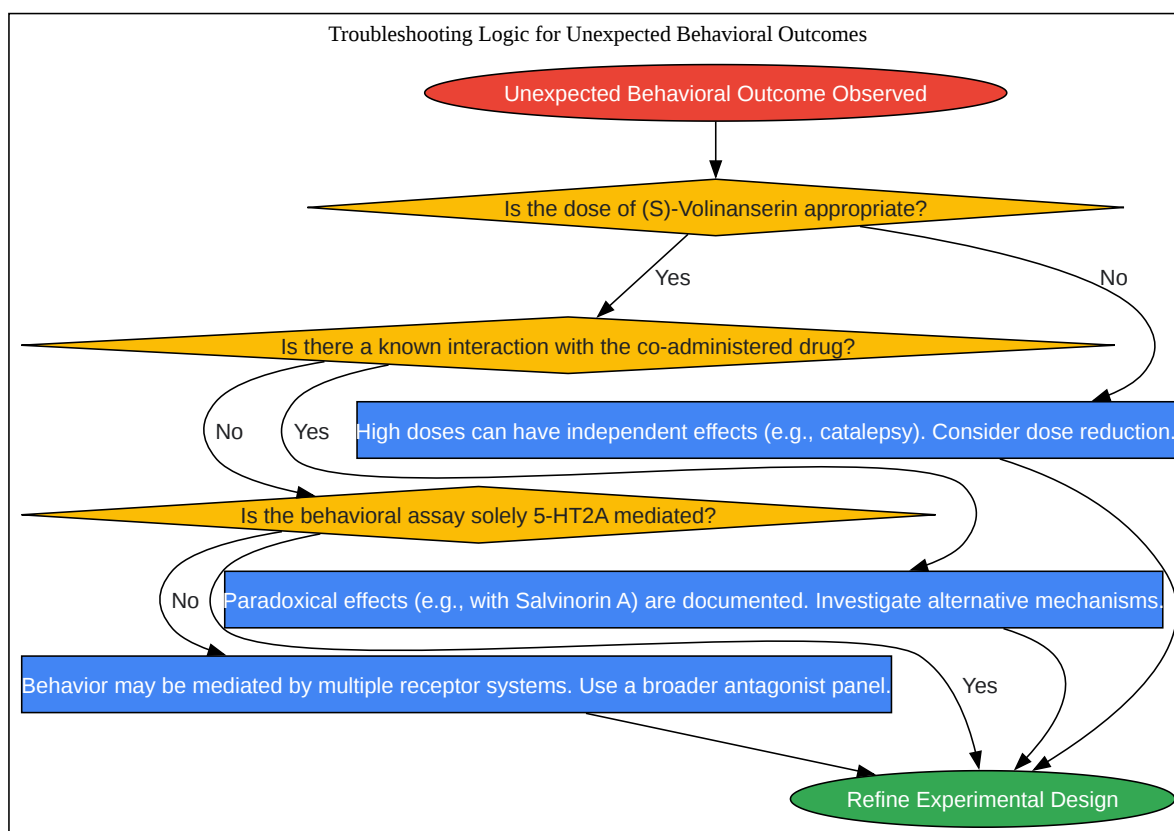 Troubleshooting Logic for Unexpected Behavioral Outcomes
Unexpected Behavioral Outcome Observed
Is the dose of (S)-Volinanserin appropriate?
Yes
No
Is there a known interaction with the co-administered drug?
No
Yes
High doses can have independent effects (e.g., catalepsy). Consider dose reduction.
Is the behavioral assay solely 5-HT2A mediated?
No
Paradoxical effects (e.g., with Salvinorin A) are documented. Investigate alternative mechanisms.
Behavior may be mediated by multiple receptor systems. Use a broader antagonist panel.
Yes
Refine Experimental Design